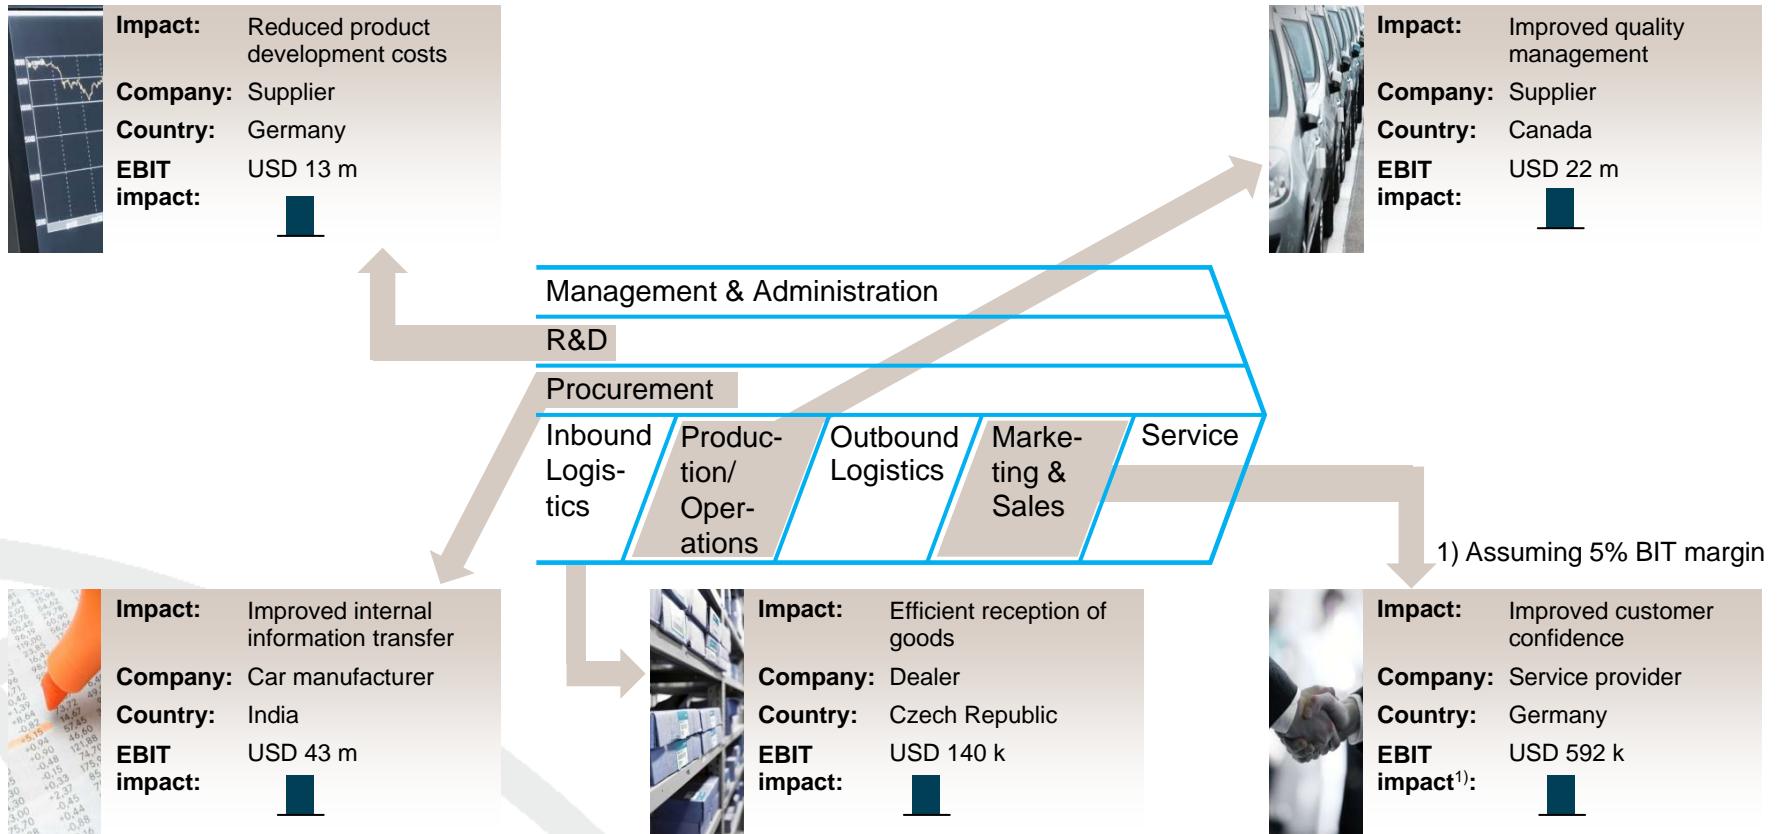 Impact: Reduced product
development costs
Company: Supplier
Country: Germany
EBIT USD 13 m
impact:
Impact: Improved quality
management
Company: Supplier
Country: Canada
EBIT USD 22 m
impact:
Management & Administration
R&D
Procurement
Inbound
Logis-
tics
Produc-
tion/
Oper-
ations
Outbound
Logistics
Marke-
ting &
Sales
Service
1) Assuming 5% BIT margin
Impact: Improved internal
information transfer
Company: Car manufacturer
Country: India
EBIT USD 43 m
impact:
Impact: Efficient reception of
goods
Company: Dealer
Country: Czech Republic
EBIT USD 140 k
impact:
Impact: Improved customer
confidence
Company: Service provider
Country: Germany
EBIT USD 592 k
impact1):